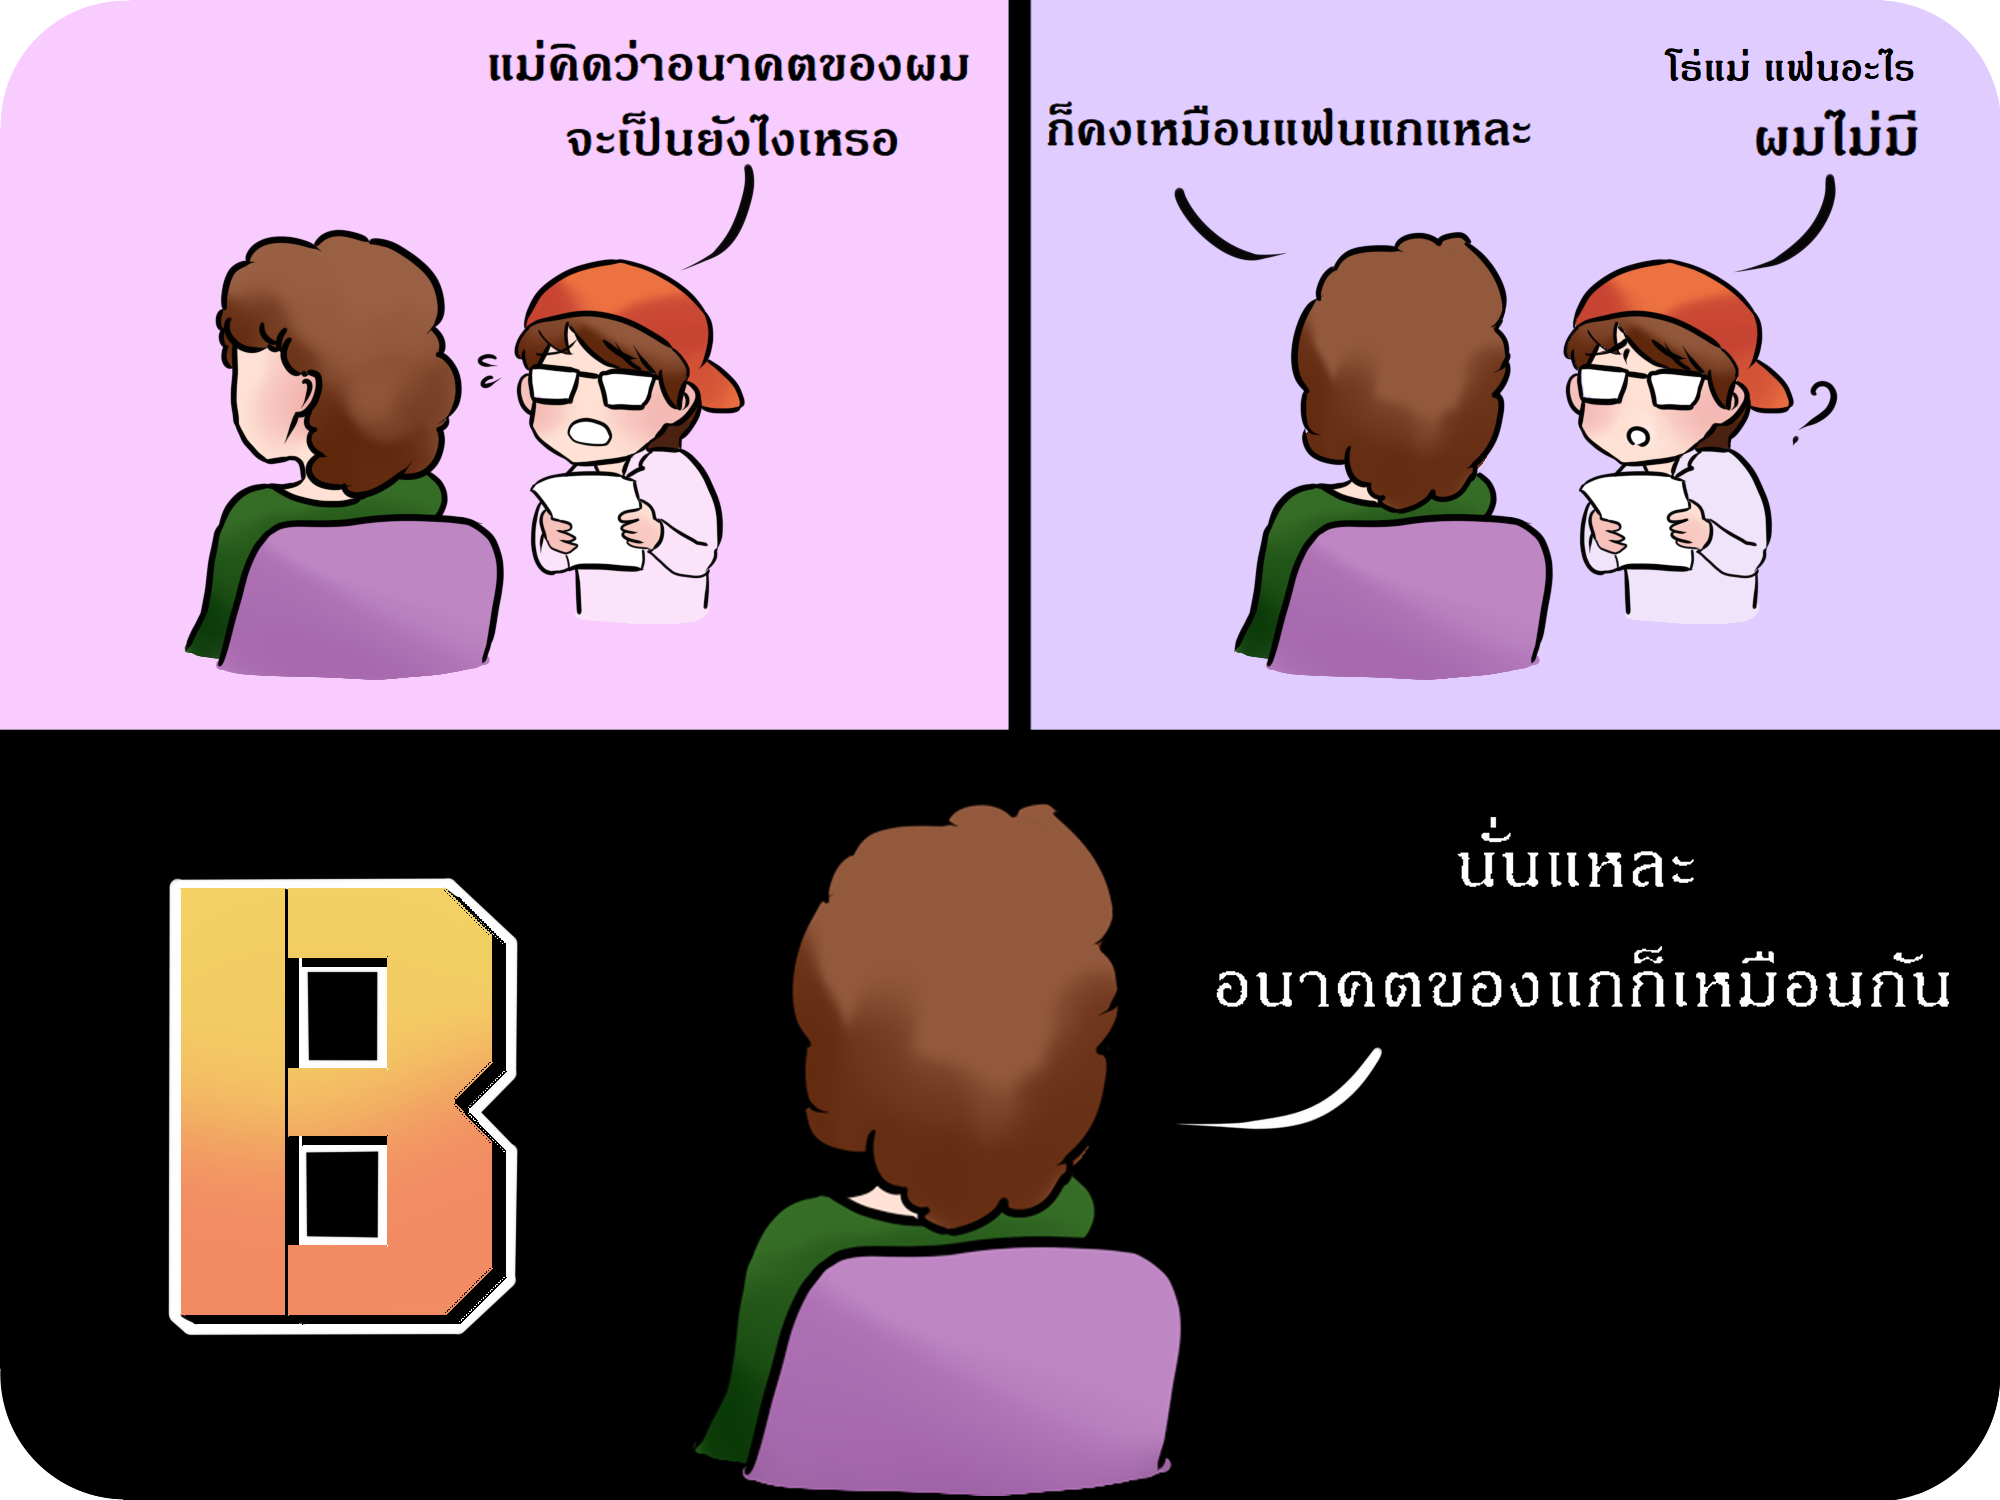 แม่คิดว่าอนาคตของผม
จะเป็นยังไงเหรอ
ก็คงเหมือนแฟนแกแหละ
โธ่แม่ แฟนอะไร
ผมไม่มี
นั่นแหละ
อนาคตของแกก็เหมือนกัน
B